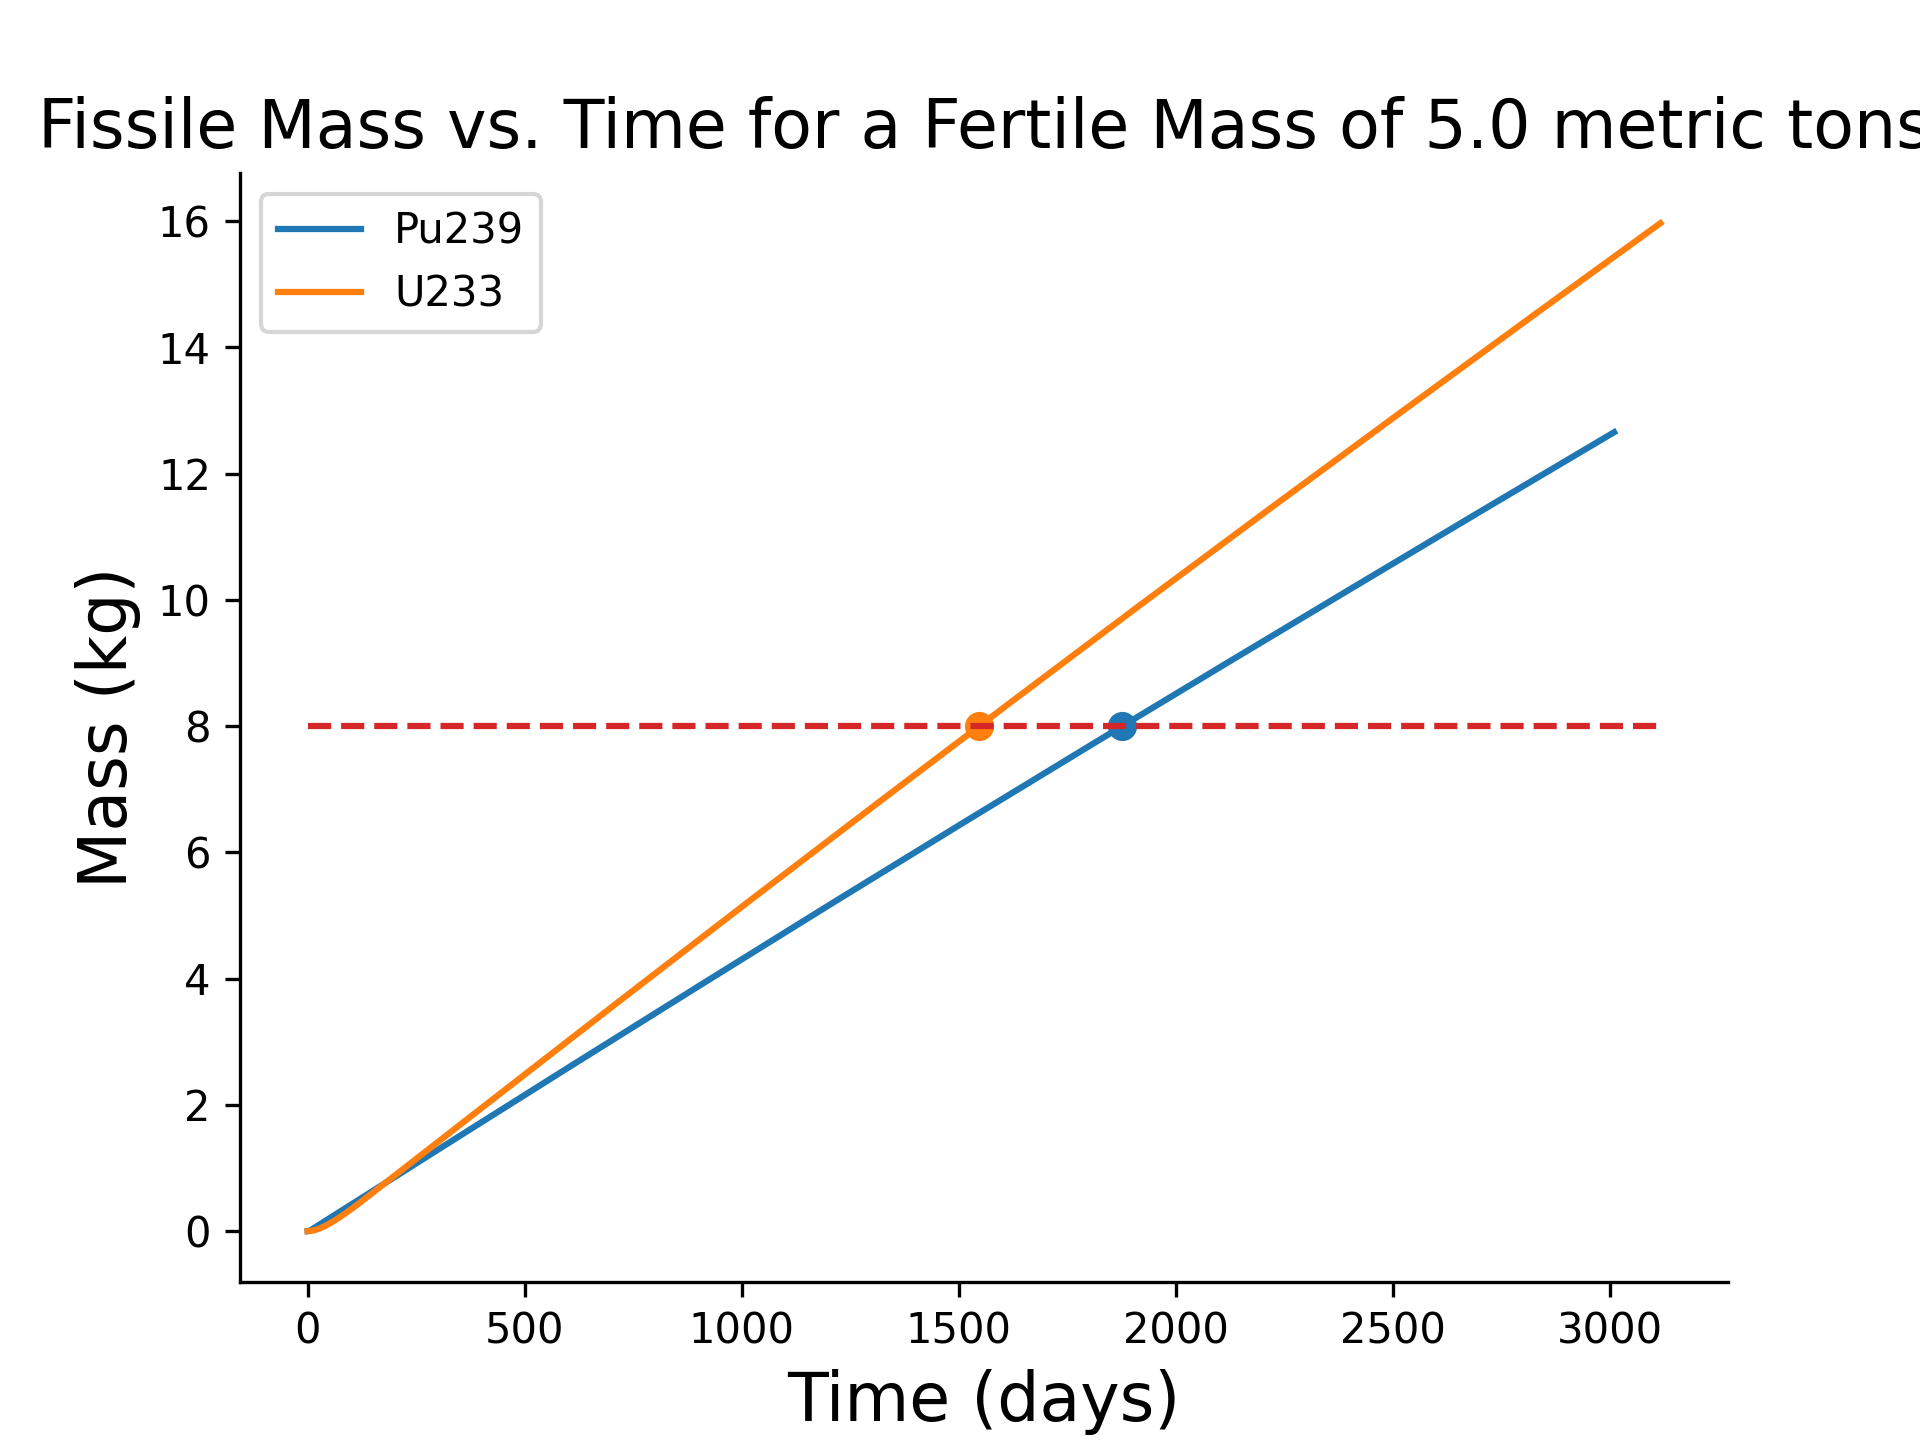 Fissile Mass vs. Time for a Fertile Mass of 5.0 metric tons
Pu239
U233
16
14
12
10
8
6
4
2
0
Mass (kg)
0 500 1000 1500 2000 2500 3000
Time (days)